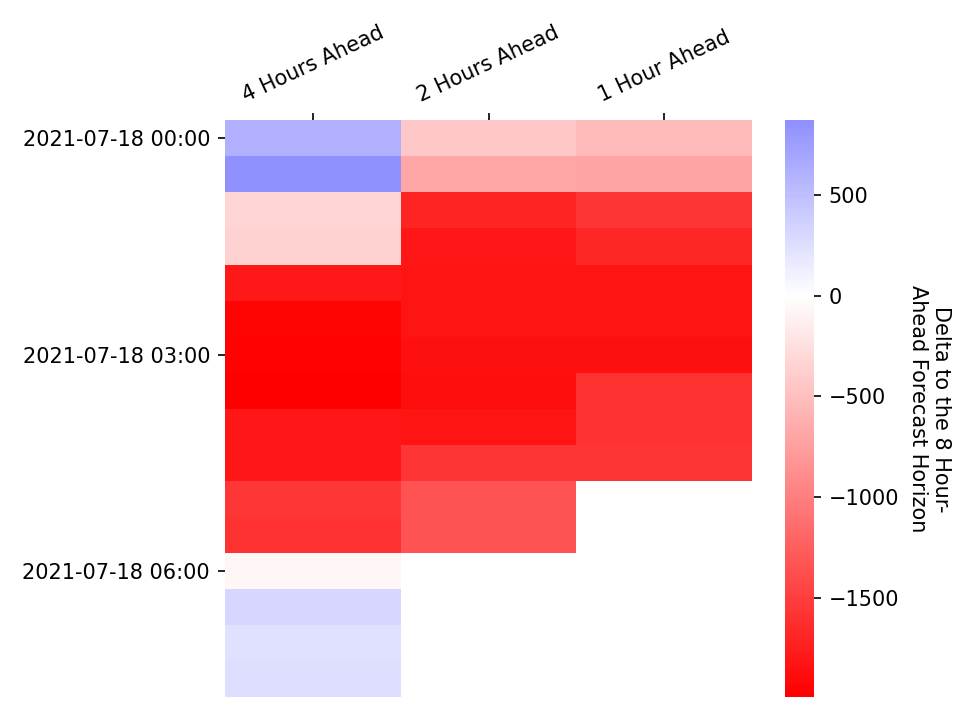 4 Hours Ahead
2 Hours Ahead
1 Hour Ahead
2021-07-18 00:00
2021-07-18 03:00
2021-07-18 06:00
500
0
−500
−1000
−1500
Delta to the 8 Hour-
Ahead Forecast Horizon